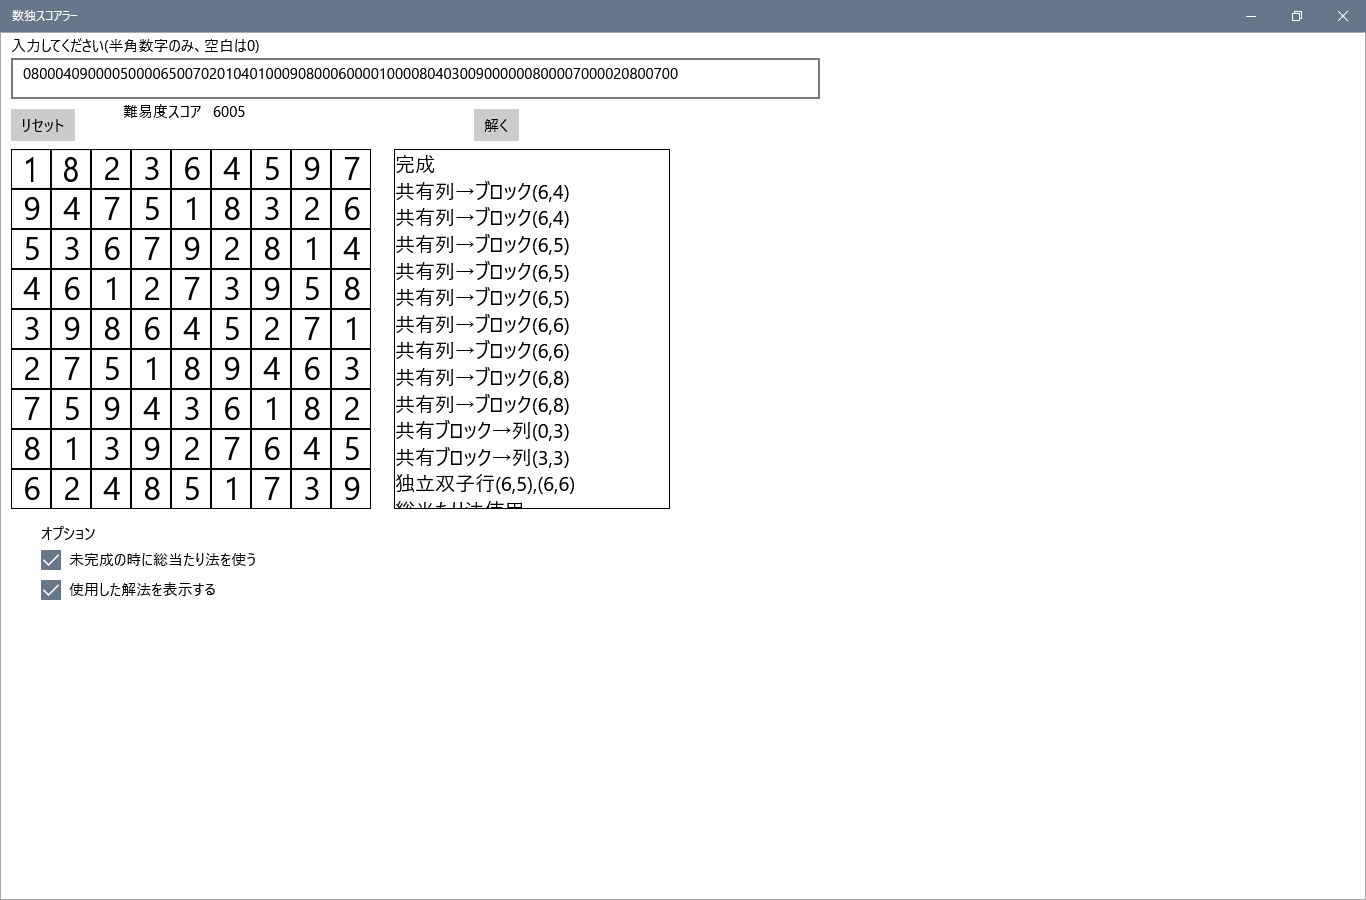 数独スコアラー
入力してください(半角数字のみ、空白は0)
080004090000500006500702010401000908000600001000080403009000000800007000020800700
難易度スコア 6005
リセット
解く
1 8 2 3 6 4 5 9 7
9 4 7 5 1 8 3 2 6
5 3 6 7 9 2 8 1 4
4 6 1 2 7 3 9 5 8
3 9 8 6 4 5 2 7 1
2 7 5 1 8 9 4 6 3
7 5 9 4 3 6 1 8 2
8 1 3 9 2 7 6 4 5
6 2 4 8 5 1 7 3 9
完成
共有列→ブロック(6,4)
共有列→ブロック(6,4)
共有列→ブロック(6,5)
共有列→ブロック(6,5)
共有列→ブロック(6,5)
共有列→ブロック(6,6)
共有列→ブロック(6,6)
共有列→ブロック(6,8)
共有列→ブロック(6,8)
共有ブロック→列(0,3)
共有ブロック→列(3,3)
独立双子行(6,5),(6,6)
総当たり法使用
オプション
未完成の時に総当たり法を使う
使用した解法を表示する